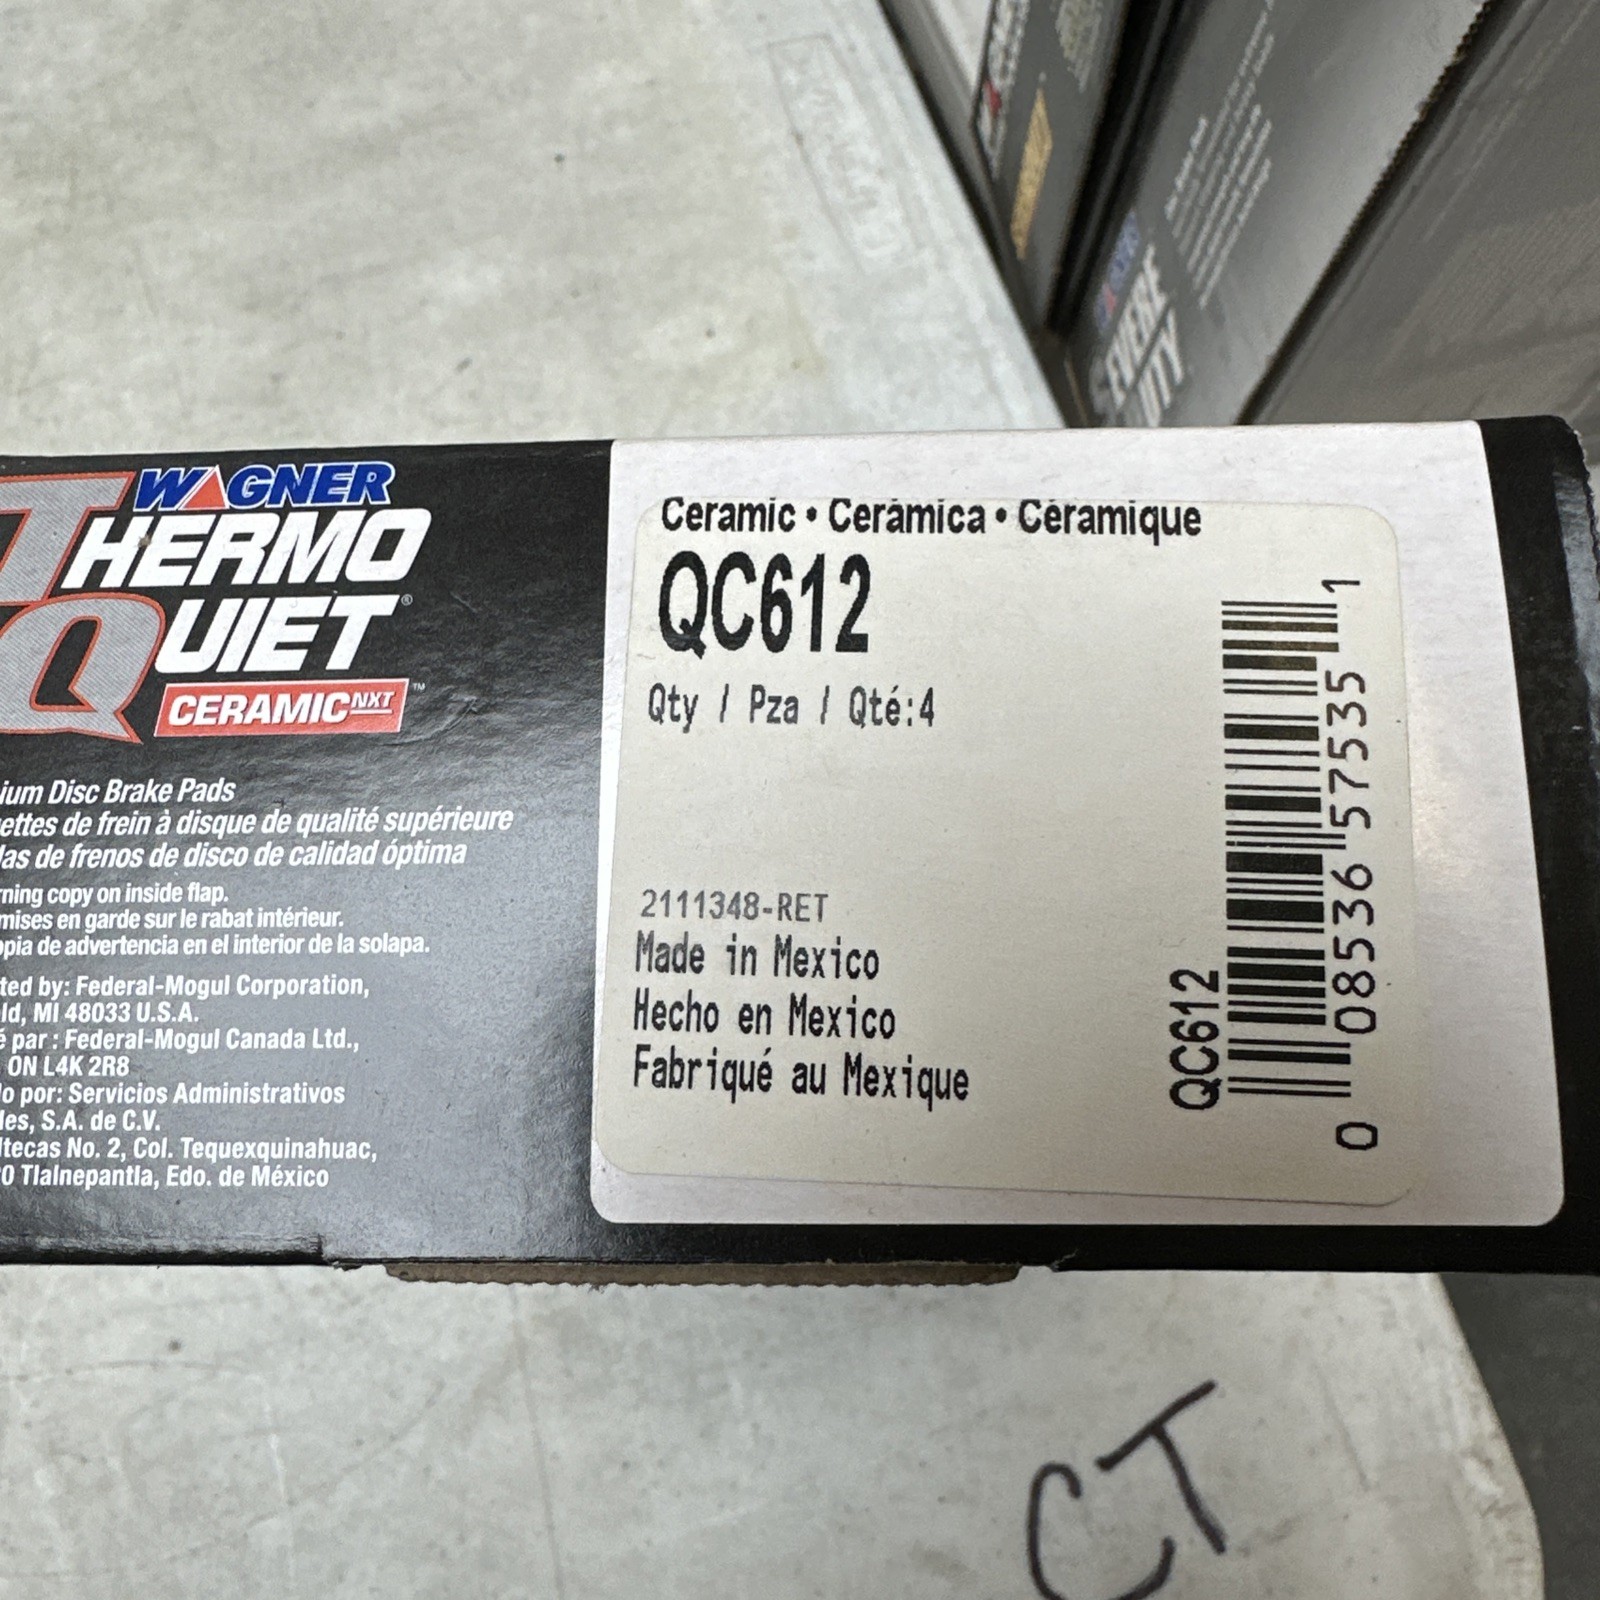 WAGNER
THERMO
QUIET®
CERAMIC NXT™
ium Disc Brake Pads
ettes de frein à disque de qualité supérieure
las de frenos de disco de calidad óptima
rning copy on inside flap.
mises en garde sur le rabat intérieur.
opia de advertencia en el interior de la solapa.
ted by: Federal-Mogul Corporation,
ld, MI 48033 U.S.A.
é par : Federal-Mogul Canada Ltd.,
ON L4K 2R8
o por: Servicios Administrativos
les, S.A. de C.V.
ltecas No. 2, Col. Tequexquinahuac,
0 Tlalnepantla, Edo. de México
Ceramic • Cerámica • Céramique
QC612
Qty / Pza / Qté:4
2111348-RET
Made in Mexico
Hecho en Mexico
Fabriqué au Mexique
QC612
0 08536 57535 1
SEVERE
DUTY
CT